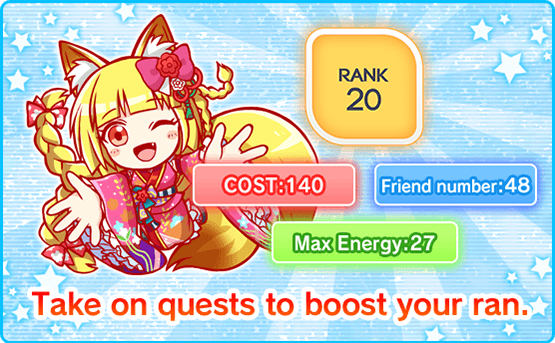 RANK
20
COST:140
Friend number:48
Max Energy:27
Take on quests to boost your ran.